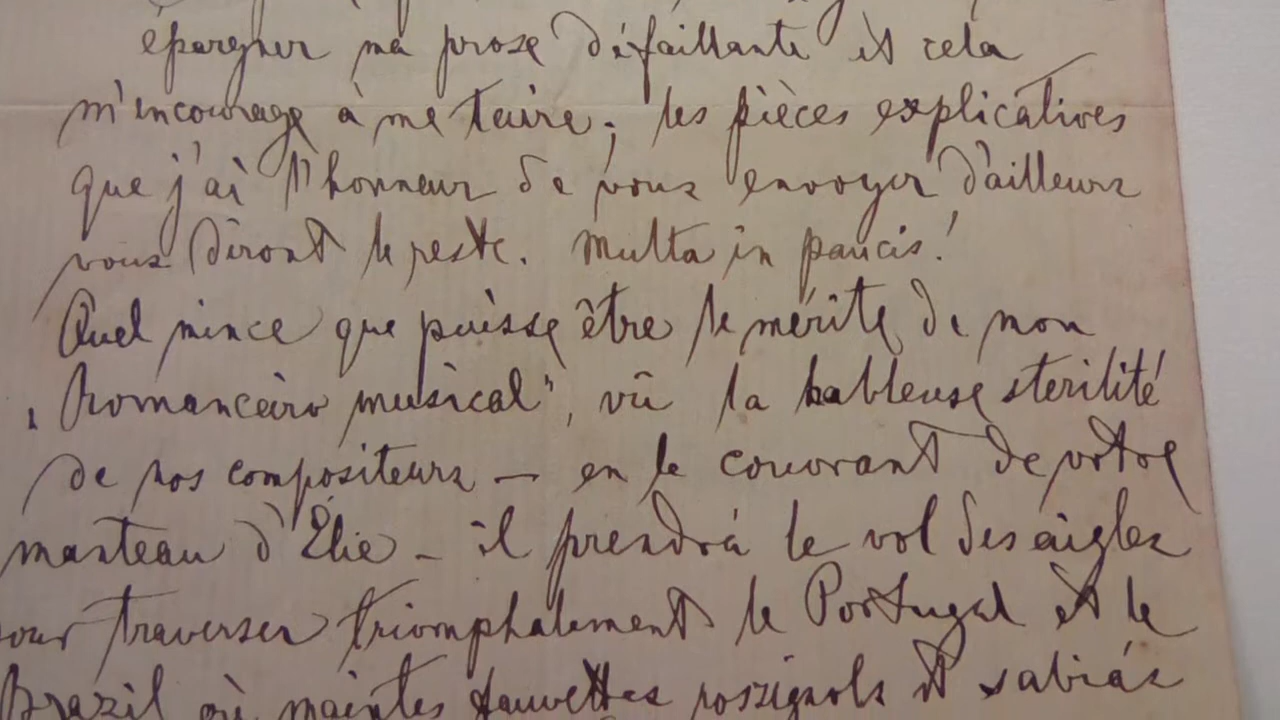 épargner ma prose défaillante et cela
m'encourage à me taire; les pièces explicatives
que j'ai l'honneur de vous envoyer d'ailleurs
vous diront le reste. Multa in paucis!
Quel mince que puisse être le mérite de mon
„Romanceiro musical", vû la hableuse sterilité
de nos compositeurs — en le couvrant de votre
manteau d'Élie — il prendra le vol des aigles
pour traverser triomphalement le Portugal et le
Brazil où maintes fauvettes rossignols et sabiás